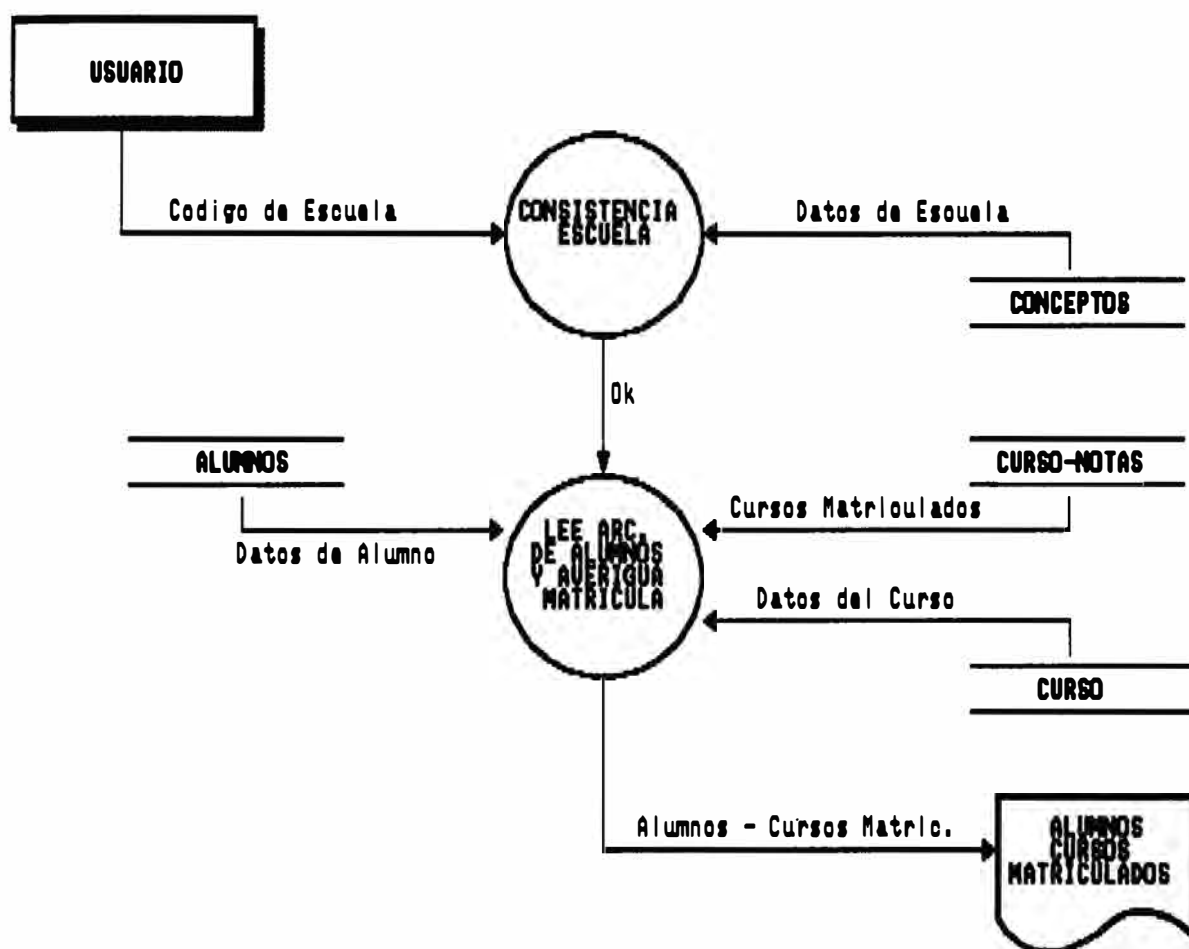 USUARIO
Codigo de Escuela
CONSISTENCIA
ESCUELA
Datos de Escuela
CONCEPTOS
Ok
ALUMNOS
CURSO-NOTAS
Datos de Alumno
LEE ARC.
DE ALUMNOS
Y AVERIGUA
MATRICULA
Cursos Matriculados
Datos del Curso
CURSO
Alumnos - Cursos Matric.
ALUMNOS
CURSOS
MATRICULADOS